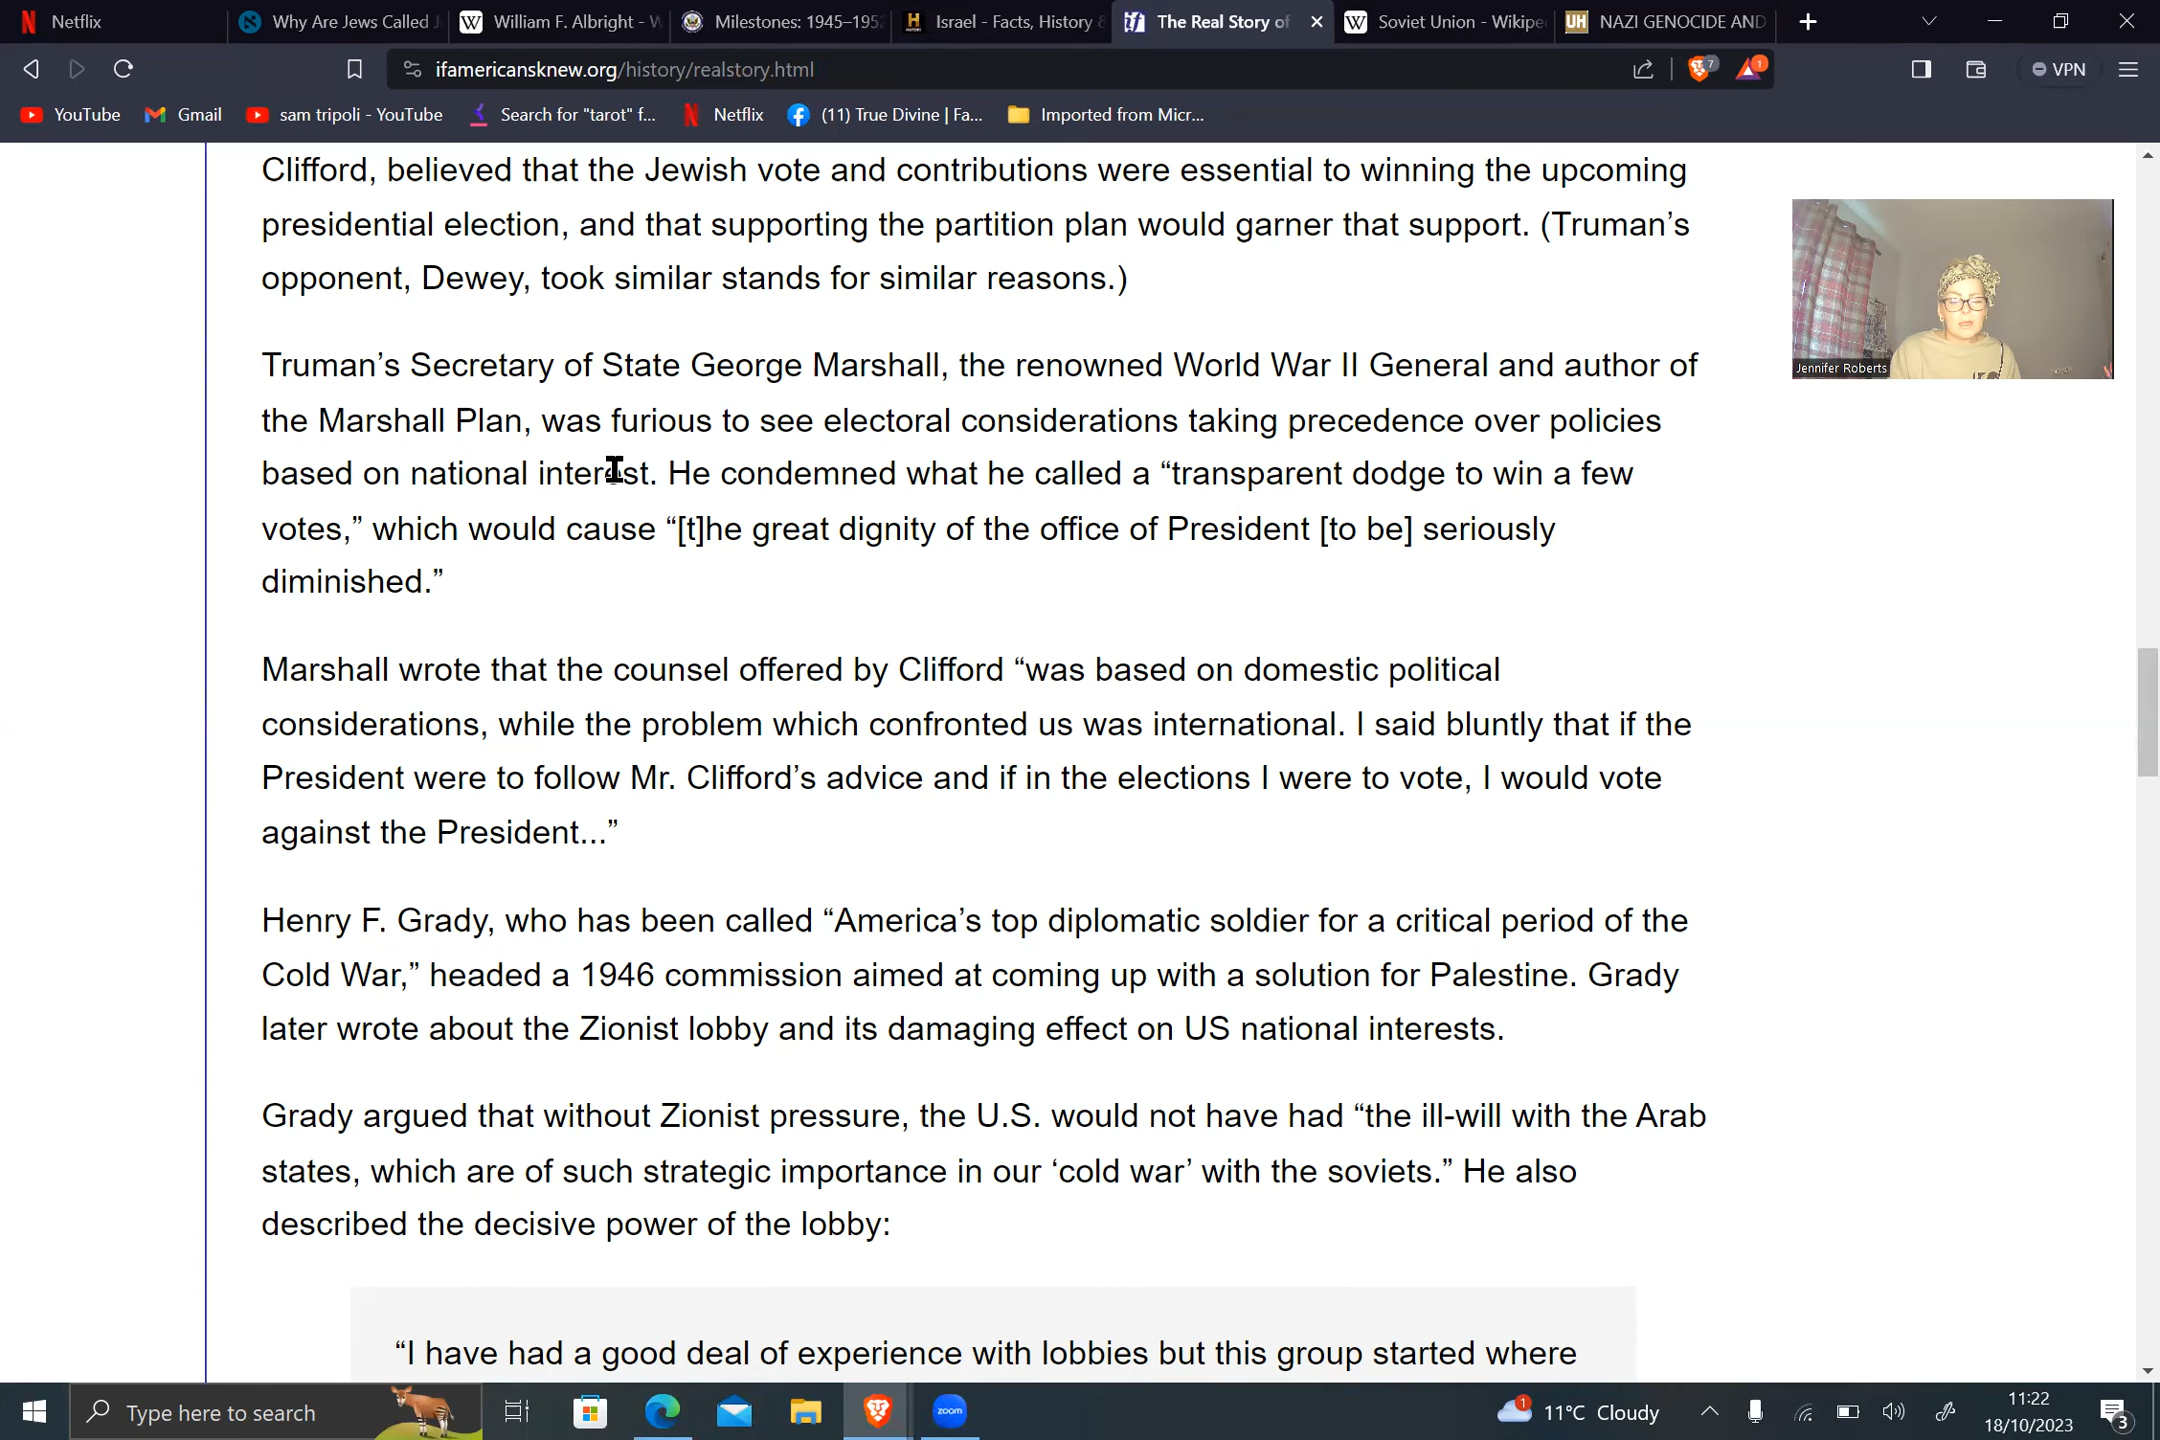 Netflix
Why Are Jews Called J
William F. Albright - W
Milestones: 1945–1952
Israel - Facts, History &
The Real Story of
Soviet Union - Wikipe
NAZI GENOCIDE AND
ifamericansknew.org/history/realstory.html
7
1
VPN
YouTube
Gmail
sam tripoli - YouTube
Search for "tarot" f...
Netflix
(11) True Divine | Fa...
Imported from Micr...
Clifford, believed that the Jewish vote and contributions were essential to winning the upcoming
presidential election, and that supporting the partition plan would garner that support. (Truman’s
opponent, Dewey, took similar stands for similar reasons.)
Truman’s Secretary of State George Marshall, the renowned World War II General and author of
the Marshall Plan, was furious to see electoral considerations taking precedence over policies
based on national interest. He condemned what he called a “transparent dodge to win a few
votes,” which would cause “[t]he great dignity of the office of President [to be] seriously
diminished.”
Marshall wrote that the counsel offered by Clifford “was based on domestic political
considerations, while the problem which confronted us was international. I said bluntly that if the
President were to follow Mr. Clifford’s advice and if in the elections I were to vote, I would vote
against the President...”
Henry F. Grady, who has been called “America’s top diplomatic soldier for a critical period of the
Cold War,” headed a 1946 commission aimed at coming up with a solution for Palestine. Grady
later wrote about the Zionist lobby and its damaging effect on US national interests.
Grady argued that without Zionist pressure, the U.S. would not have had “the ill-will with the Arab
states, which are of such strategic importance in our ‘cold war’ with the soviets.” He also
described the decisive power of the lobby:
“I have had a good deal of experience with lobbies but this group started where
Jennifer Roberts
Type here to search
zoom
1
11°C Cloudy
11:22
18/10/2023
3